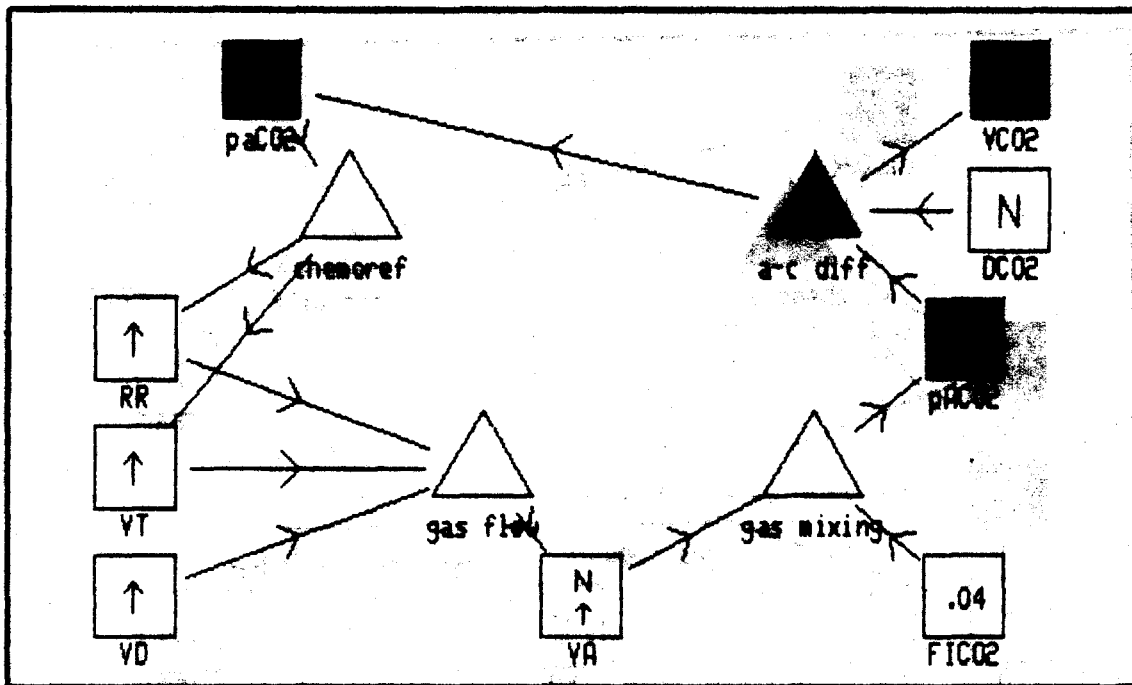 paCO2
VCO2
N
DCO2
a-c diff
chemoref
↑
RR
pACO2
↑
VT
gas flow
gas mixing
↑
VD
N
↑
VA
.04
FICO2